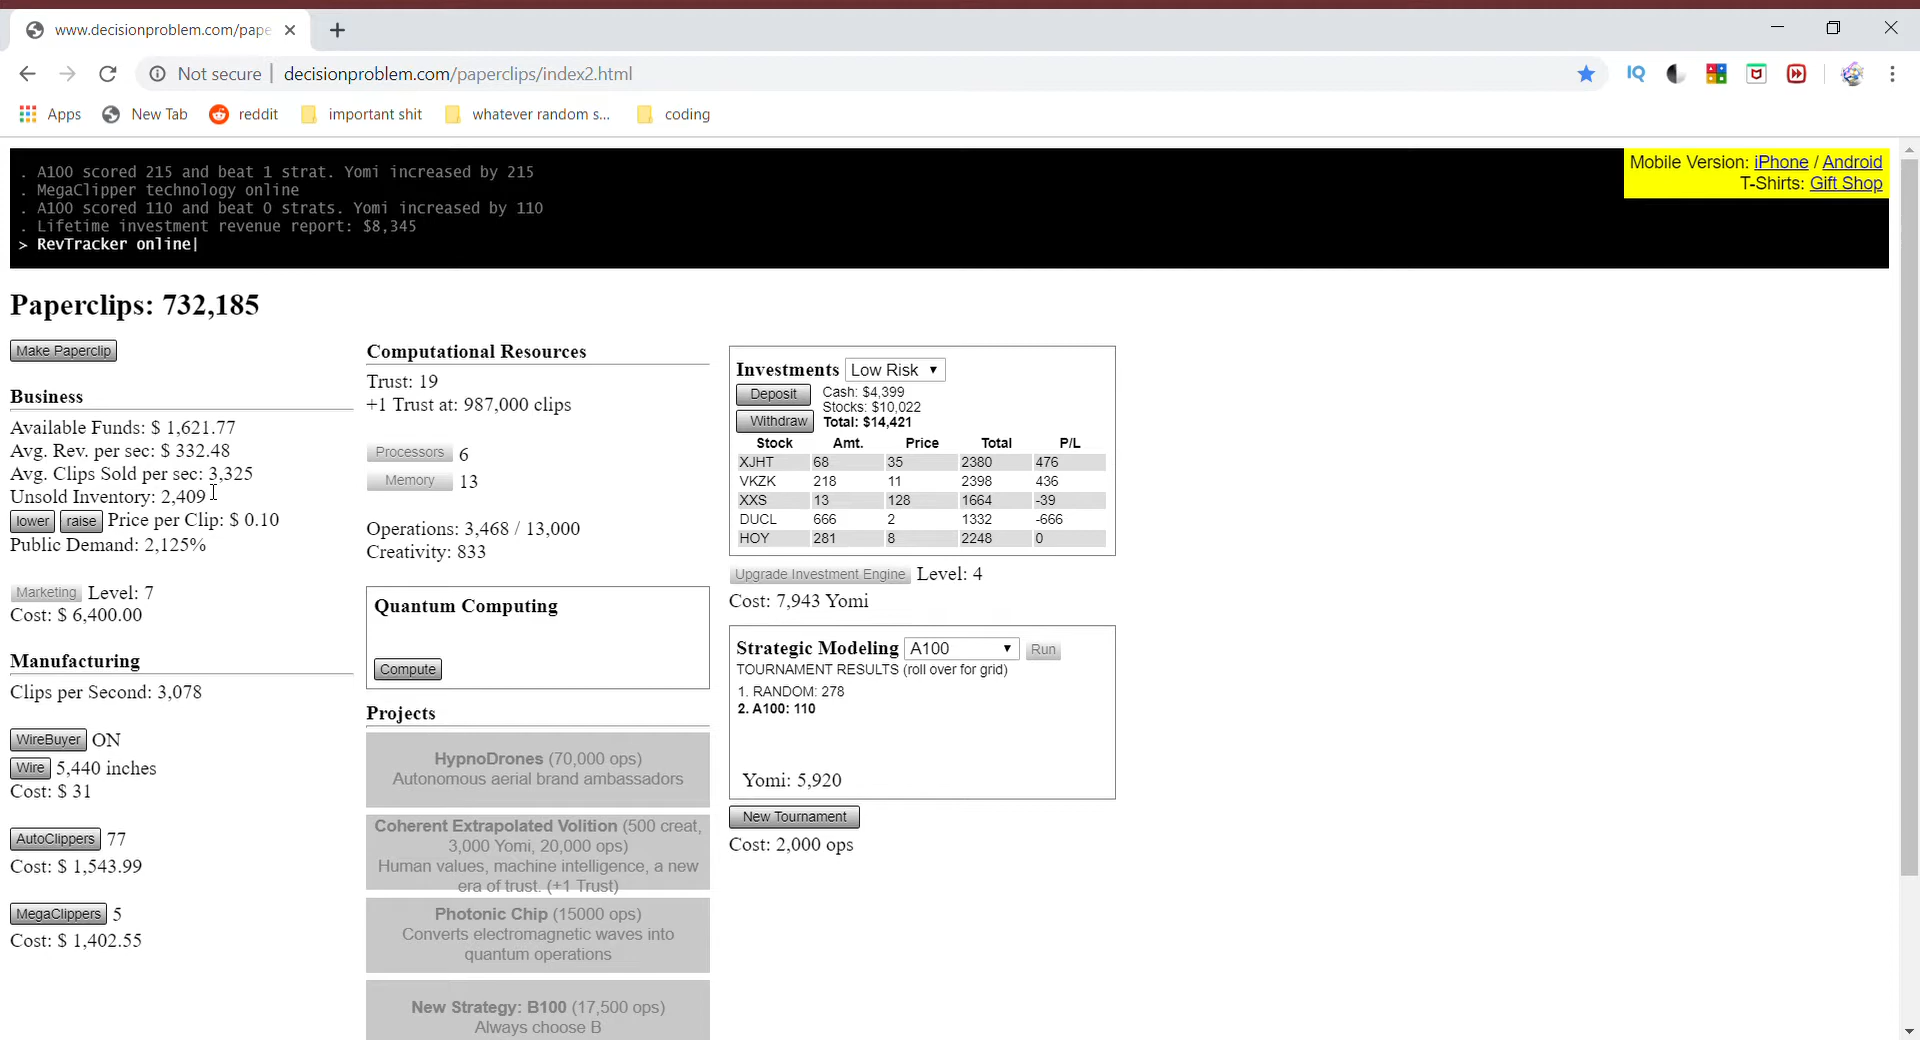 www.decisionproblem.com/pape
Not secure | decisionproblem.com/paperclips/index2.html
IQ
Apps New Tab reddit important shit whatever random s... coding
. A100 scored 215 and beat 1 strat. Yomi increased by 215
. MegaClipper technology online
. A100 scored 110 and beat 0 strats. Yomi increased by 110
. Lifetime investment revenue report: $8,345
> RevTracker online|
Mobile Version: iPhone / Android
T-Shirts: Gift Shop
Paperclips: 732,185
Make Paperclip
Business
Available Funds: $ 1,621.77
Avg. Rev. per sec: $ 332.48
Avg. Clips Sold per sec: 3,325
Unsold Inventory: 2,409
lower raise Price per Clip: $ 0.10
Public Demand: 2,125%
Marketing Level: 7
Cost: $ 6,400.00
Manufacturing
Clips per Second: 3,078
WireBuyer ON
Wire 5,440 inches
Cost: $ 31
AutoClippers 77
Cost: $ 1,543.99
MegaClippers 5
Cost: $ 1,402.55
Computational Resources
Trust: 19
+1 Trust at: 987,000 clips
Processors 6
Memory 13
Operations: 3,468 / 13,000
Creativity: 833
Quantum Computing
Compute
Projects
HypnoDrones (70,000 ops)
Autonomous aerial brand ambassadors
Coherent Extrapolated Volition (500 creat,
3,000 Yomi, 20,000 ops)
Human values, machine intelligence, a new
era of trust. (+1 Trust)
Photonic Chip (15000 ops)
Converts electromagnetic waves into
quantum operations
New Strategy: B100 (17,500 ops)
Always choose B
Investments Low Risk
Deposit Cash: $4,399
Stocks: $10,022
Withdraw Total: $14,421
Stock Amt. Price Total P/L
XJHT 68 35 2380 476
VKZK 218 11 2398 436
XXS 13 128 1664 -39
DUCL 666 2 1332 -666
HOY 281 8 2248 0
Upgrade Investment Engine Level: 4
Cost: 7,943 Yomi
Strategic Modeling A100 Run
TOURNAMENT RESULTS (roll over for grid)
1. RANDOM: 278
2. A100: 110
Yomi: 5,920
New Tournament
Cost: 2,000 ops